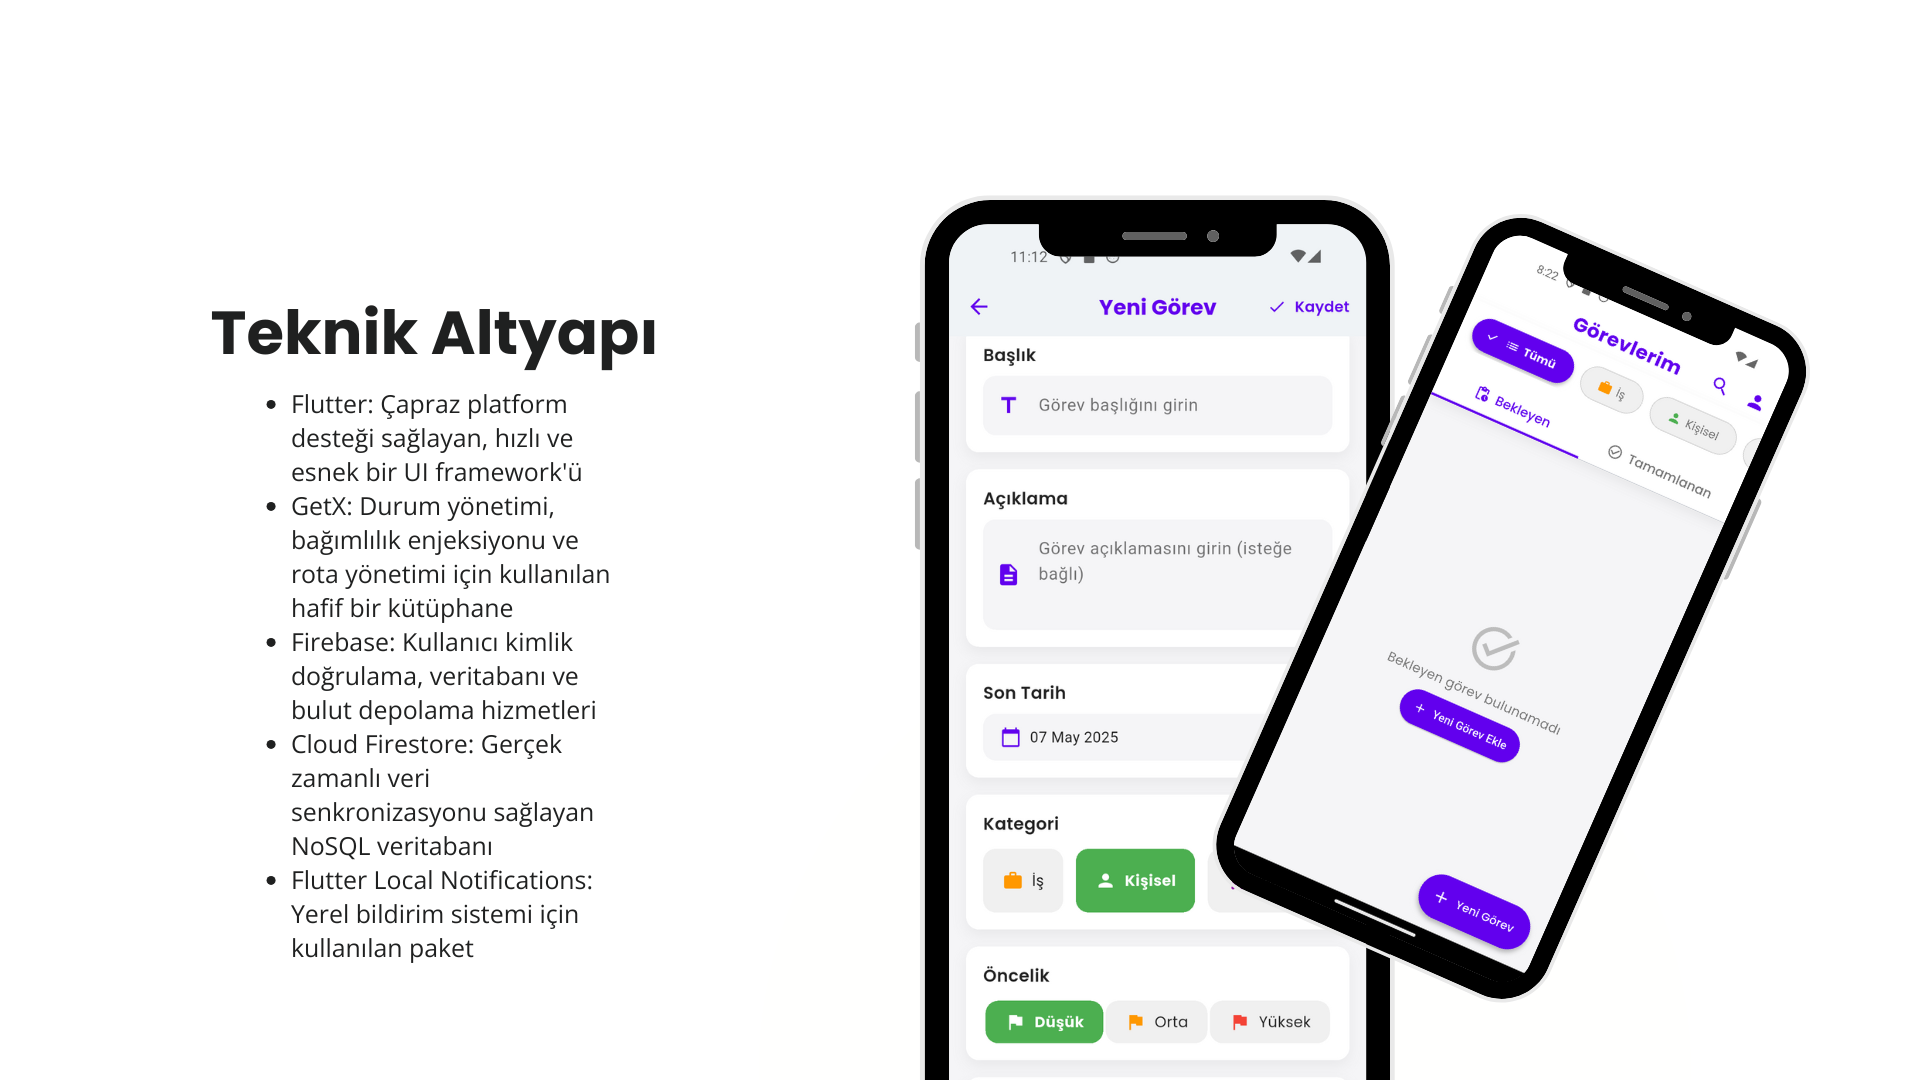 Teknik Altyapı
• Flutter: Çapraz platform
desteği sağlayan, hızlı ve
esnek bir UI framework'ü
• GetX: Durum yönetimi,
bağımlılık enjeksiyonu ve
rota yönetimi için kullanılan
hafif bir kütüphane
• Firebase: Kullanıcı kimlik
doğrulama, veritabanı ve
bulut depolama hizmetleri
• Cloud Firestore: Gerçek
zamanlı veri
senkronizasyonu sağlayan
NoSQL veritabanı
• Flutter Local Notifications:
Yerel bildirim sistemi için
kullanılan paket
11:12
Yeni Görev
Kaydet
Başlık
Görev başlığını girin
Açıklama
Görev açıklamasını girin (isteğe
bağlı)
Son Tarih
07 May 2025
Kategori
İş
Kişisel
Öncelik
Düşük
Orta
Yüksek
8:22
Görevlerim
Tümü
İş
Kişisel
Bekleyen
Tamamlanan
Bekleyen görev bulunamadı
+ Yeni Görev Ekle
+ Yeni Görev